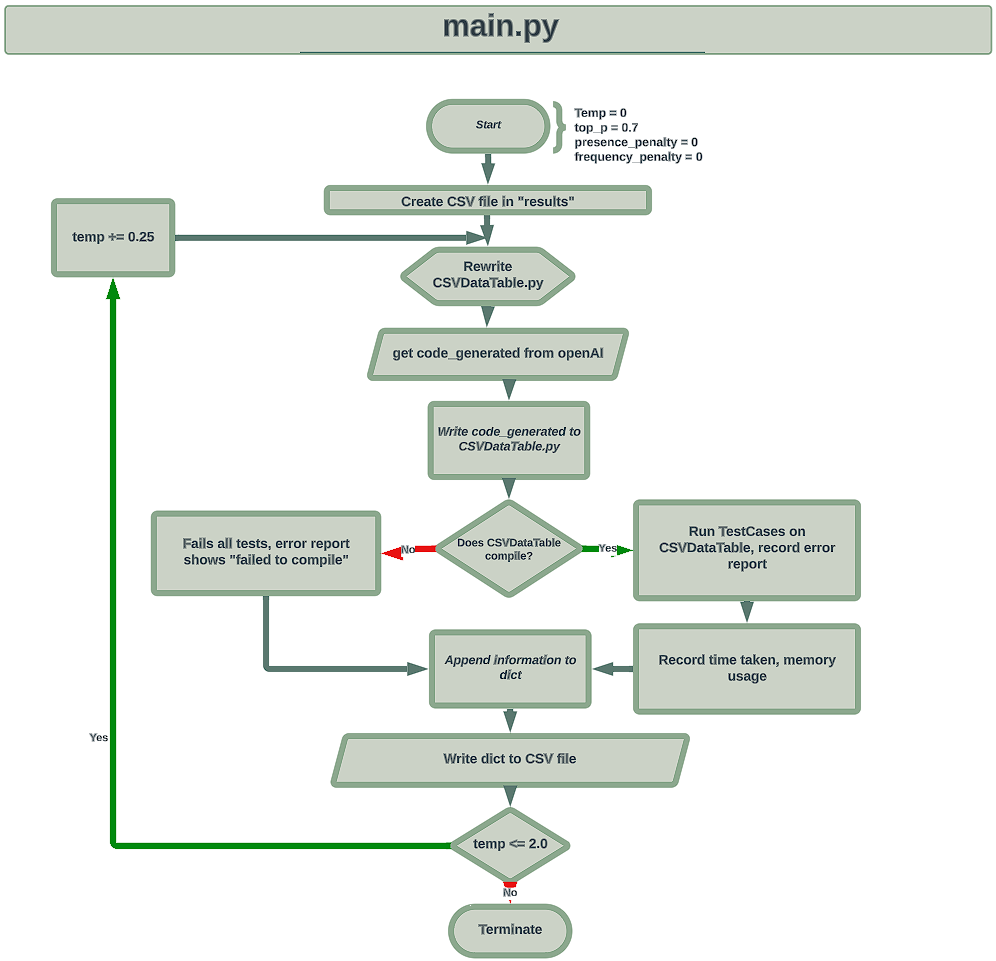 main.py
Start
Temp = 0
top_p = 0.7
presence_penalty = 0
frequency_penalty = 0
Create CSV file in "results"
temp += 0.25
Rewrite
CSVDataTable.py
get code_generated from openAI
Write code_generated to
CSVDataTable.py
Does CSVDataTable
compile?
No
Yes
Fails all tests, error report
shows "failed to compile"
Run TestCases on
CSVDataTable, record error
report
Append information to
dict
Record time taken, memory
usage
Yes
Write dict to CSV file
temp <= 2.0
No
Terminate